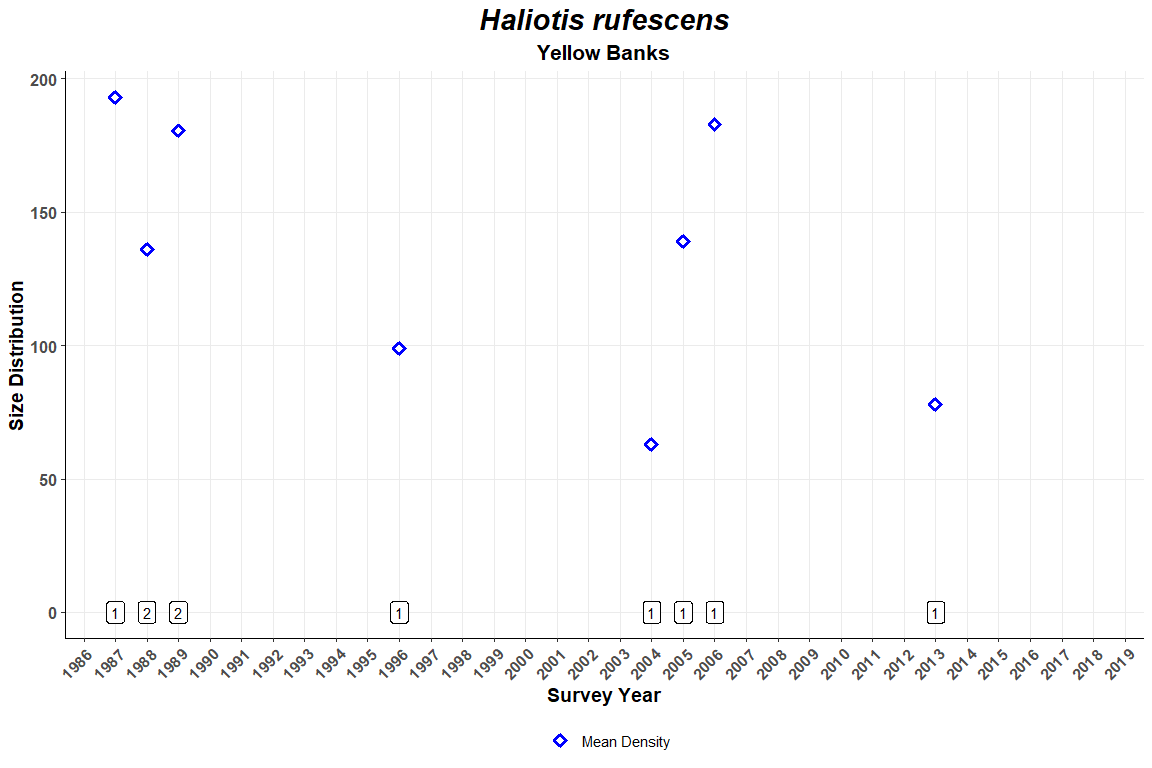 Haliotis rufescens
Yellow Banks
Size Distribution
200
150
100
50
0
1 2 2 1 1 1 1 1
1986 1987 1988 1989 1990 1991 1992 1993 1994 1995 1996 1997 1998 1999 2000 2001 2002 2003 2004 2005 2006 2007 2008 2009 2010 2011 2012 2013 2014 2015 2016 2017 2018 2019
Survey Year
Mean Density